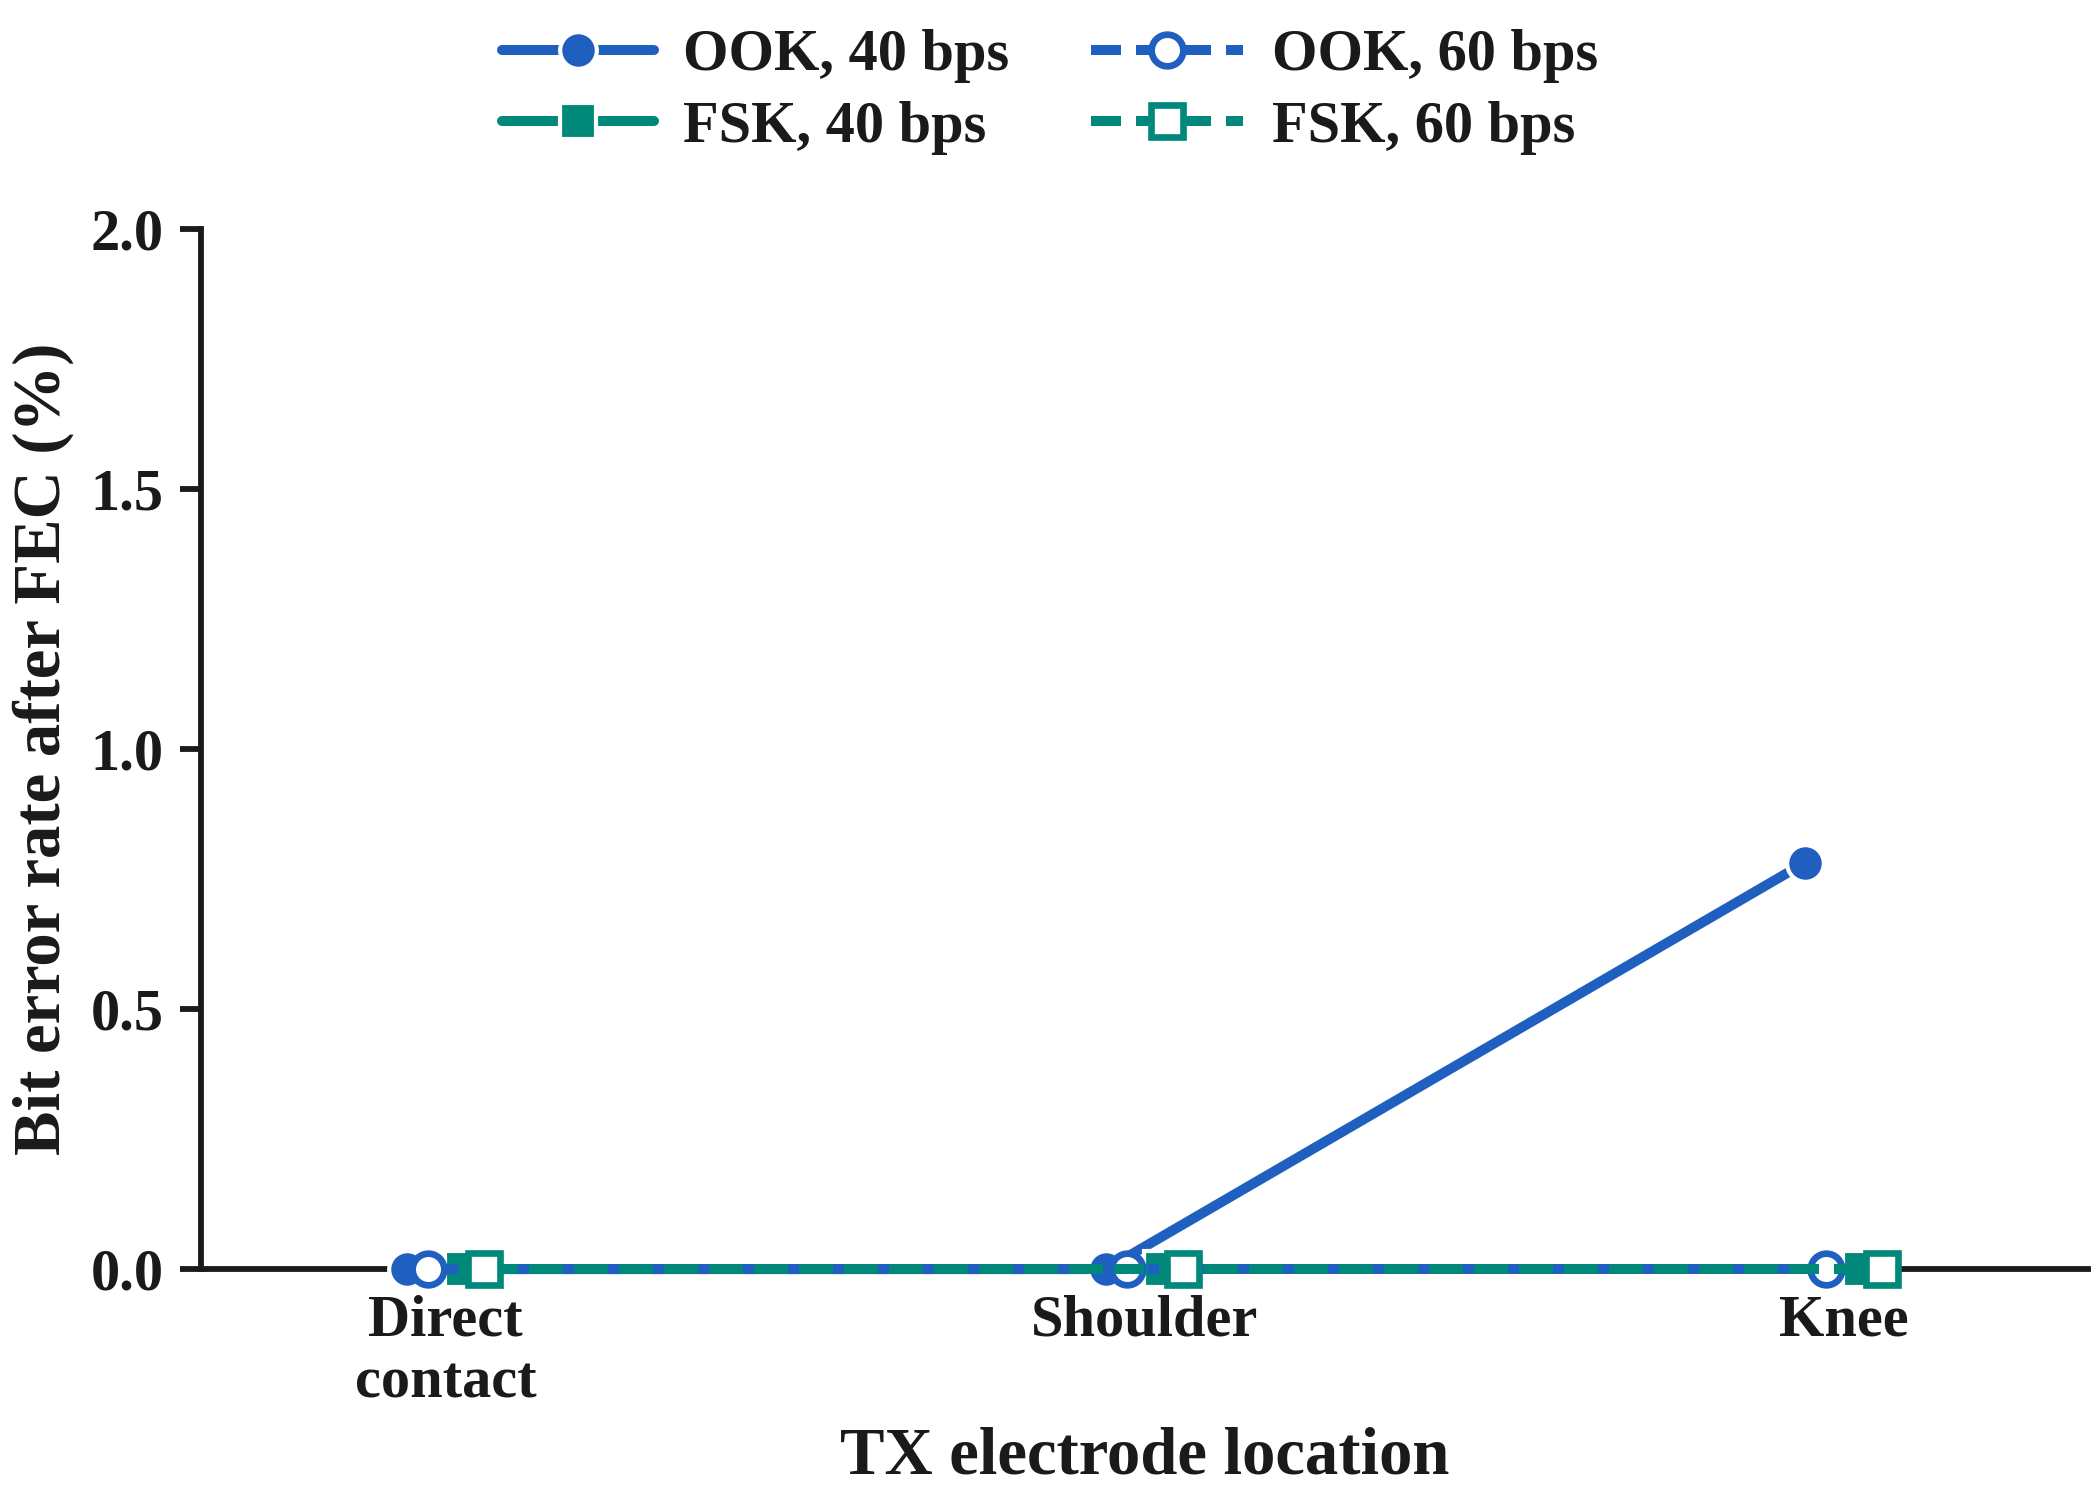 OOK, 40 bps
OOK, 60 bps
FSK, 40 bps
FSK, 60 bps
Bit error rate after FEC (%)
2.0
1.5
1.0
0.5
0.0
Direct
contact
Shoulder
Knee
TX electrode location